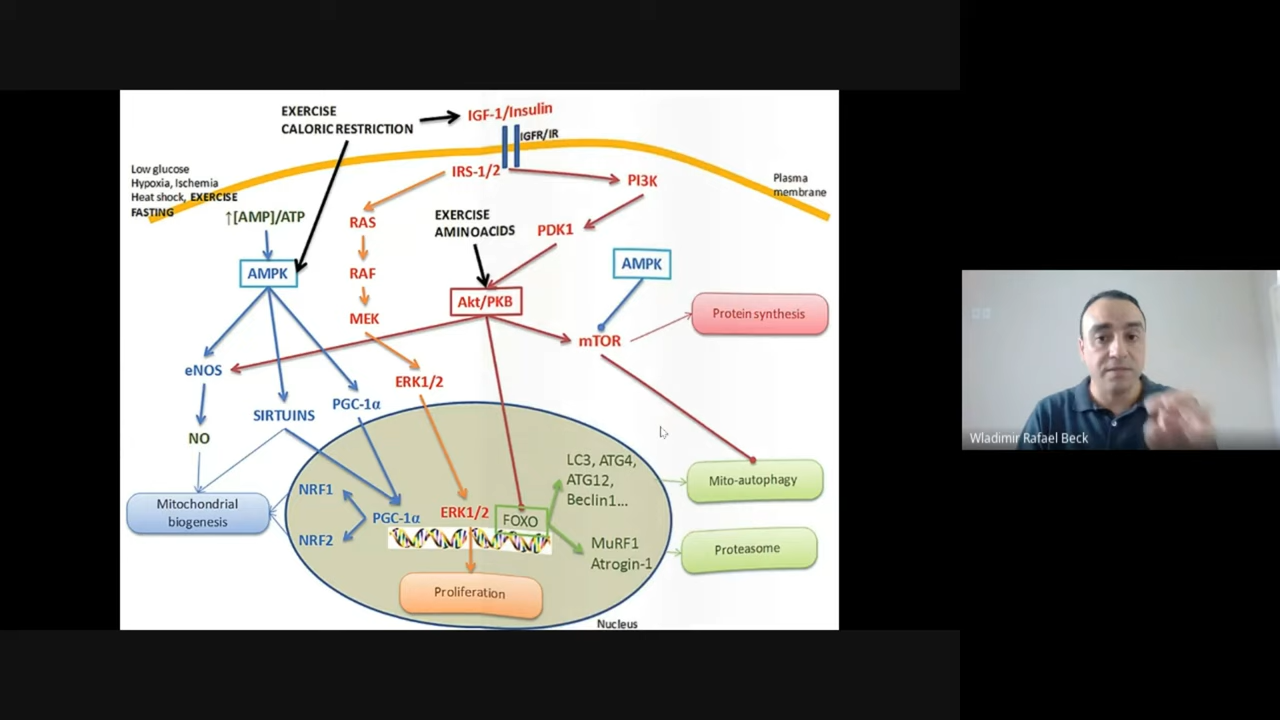 EXERCISE
CALORIC RESTRICTION
IGF-1/Insulin
IGFR/IR
Low glucose
Hypoxia, Ischemia
Heat shock, EXERCISE
FASTING
Plasma
membrane
IRS-1/2
PI3K
↑[AMP]/ATP
RAS
EXERCISE
AMINOACIDS
PDK1
AMPK
RAF
AMPK
Akt/PKB
MEK
mTOR
Protein synthesis
eNOS
ERK1/2
SIRTUINS
PGC-1α
NO
LC3, ATG4,
ATG12,
Beclin1...
Mito-autophagy
Mitochondrial
biogenesis
NRF1
PGC-1α
ERK1/2
FOXO
NRF2
MuRF1
Atrogin-1
Proteasome
Proliferation
Nucleus
Wladimir Rafael Beck